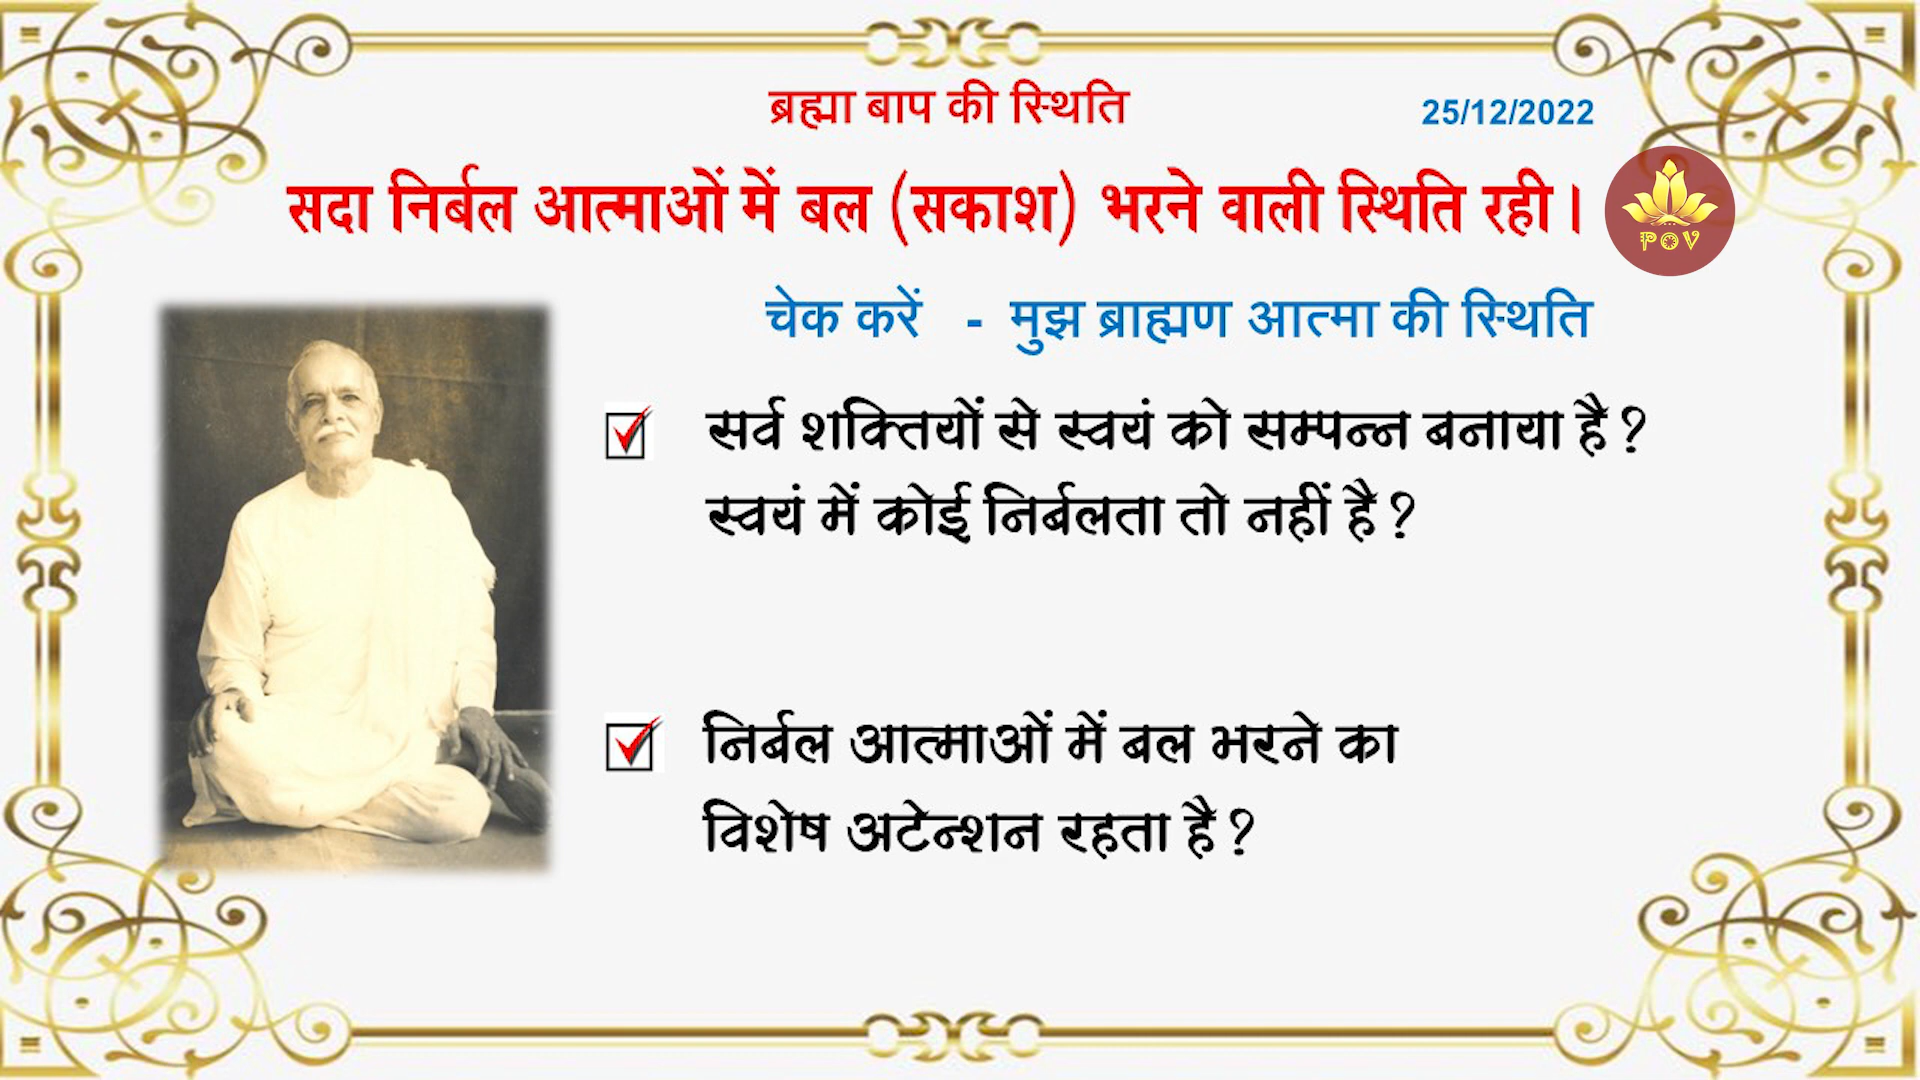 ब्रह्मा बाप की स्थिति
25/12/2022
सदा निर्बल आत्माओं में बल (सकाश) भरने वाली स्थिति रही।
POV
चेक करें - मुझ ब्राह्मण आत्मा की स्थिति
सर्व शक्तियों से स्वयं को सम्पन्न बनाया है?
स्वयं में कोई निर्बलता तो नहीं है?
निर्बल आत्माओं में बल भरने का
विशेष अटेन्शन रहता है?